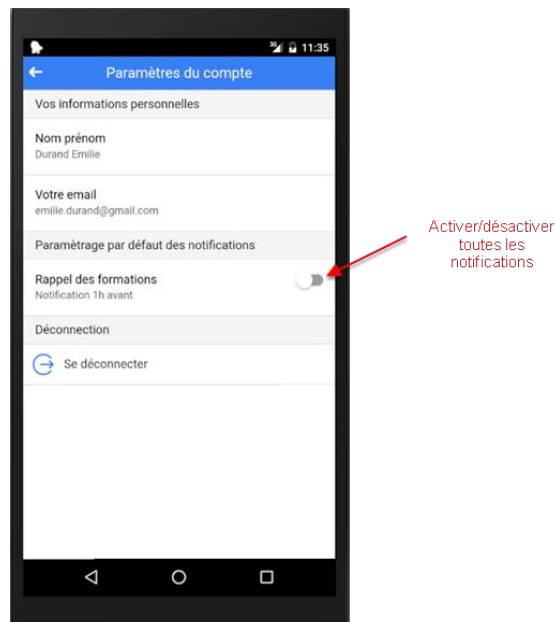 3G 11:35
Paramètres du compte
Vos informations personnelles
Nom prénom
Durand Emilie
Votre email
emilie.durand@gmail.com
Paramètrage par défaut des notifications
Rappel des formations
Notification 1h avant
Déconnection
Se déconnecter
Activer/désactiver
toutes les
notifications